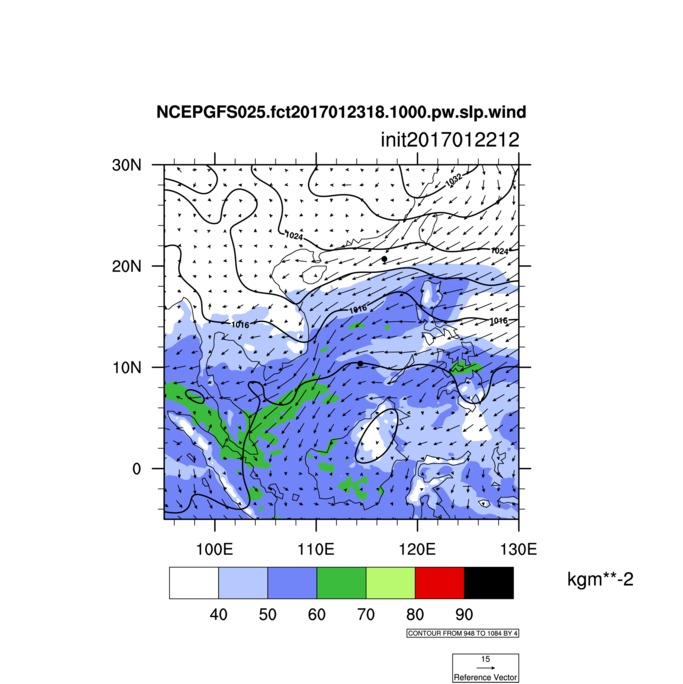 NCEPGFS025.fct2017012318.1000.pw.slp.wind
init2017012212
30N
1032
1024
1024
20N
1016
1016
1016
10N
0
100E 110E 120E 130E
kgm**-2
40 50 60 70 80 90
CONTOUR FROM 948 TO 1084 BY 4
15
Reference Vector